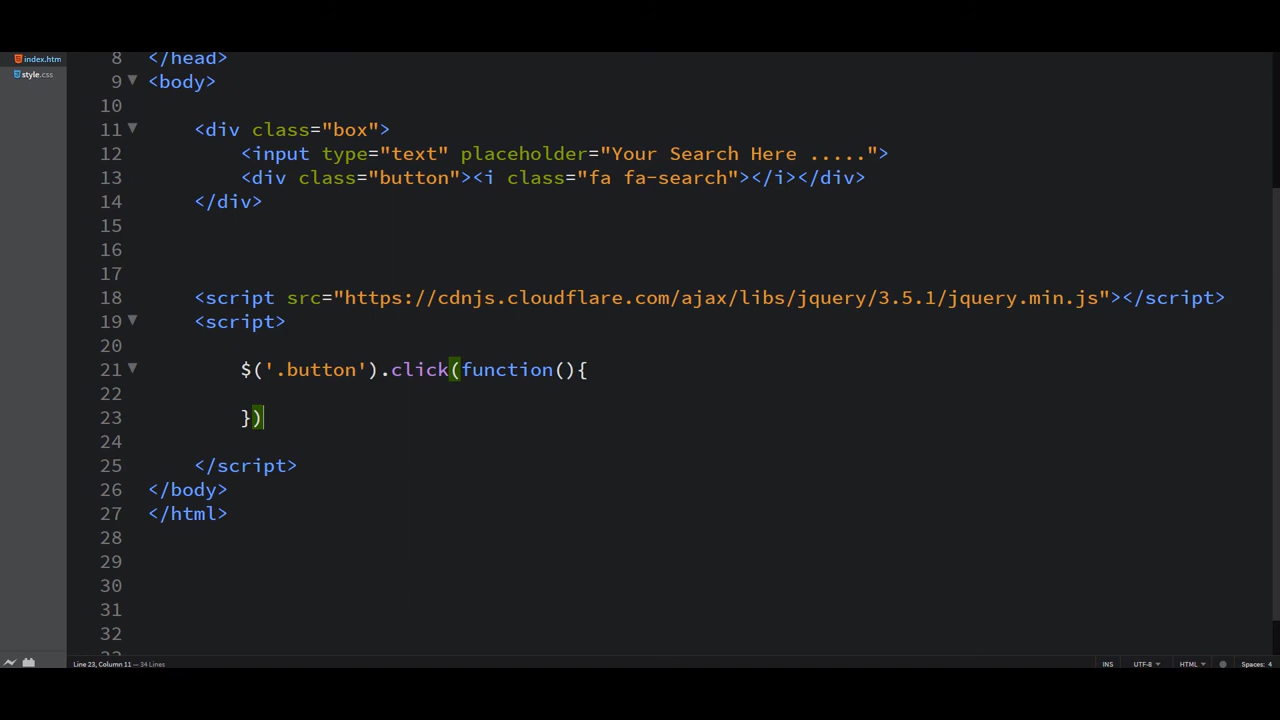 index.htm
style.css
8 </head>
9 <body>
10
11 <div class="box">
12 <input type="text" placeholder="Your Search Here .....">
13 <div class="button"><i class="fa fa-search"></i></div>
14 </div>
15
16
17
18 <script src="https://cdnjs.cloudflare.com/ajax/libs/jquery/3.5.1/jquery.min.js"></script>
19 <script>
20
21 $('.button').click(function(){
22
23 })
24
25 </script>
26 </body>
27 </html>
28
29
30
31
32
Line 23, Column 11 — 34 Lines
INS UTF-8 HTML Spaces: 4